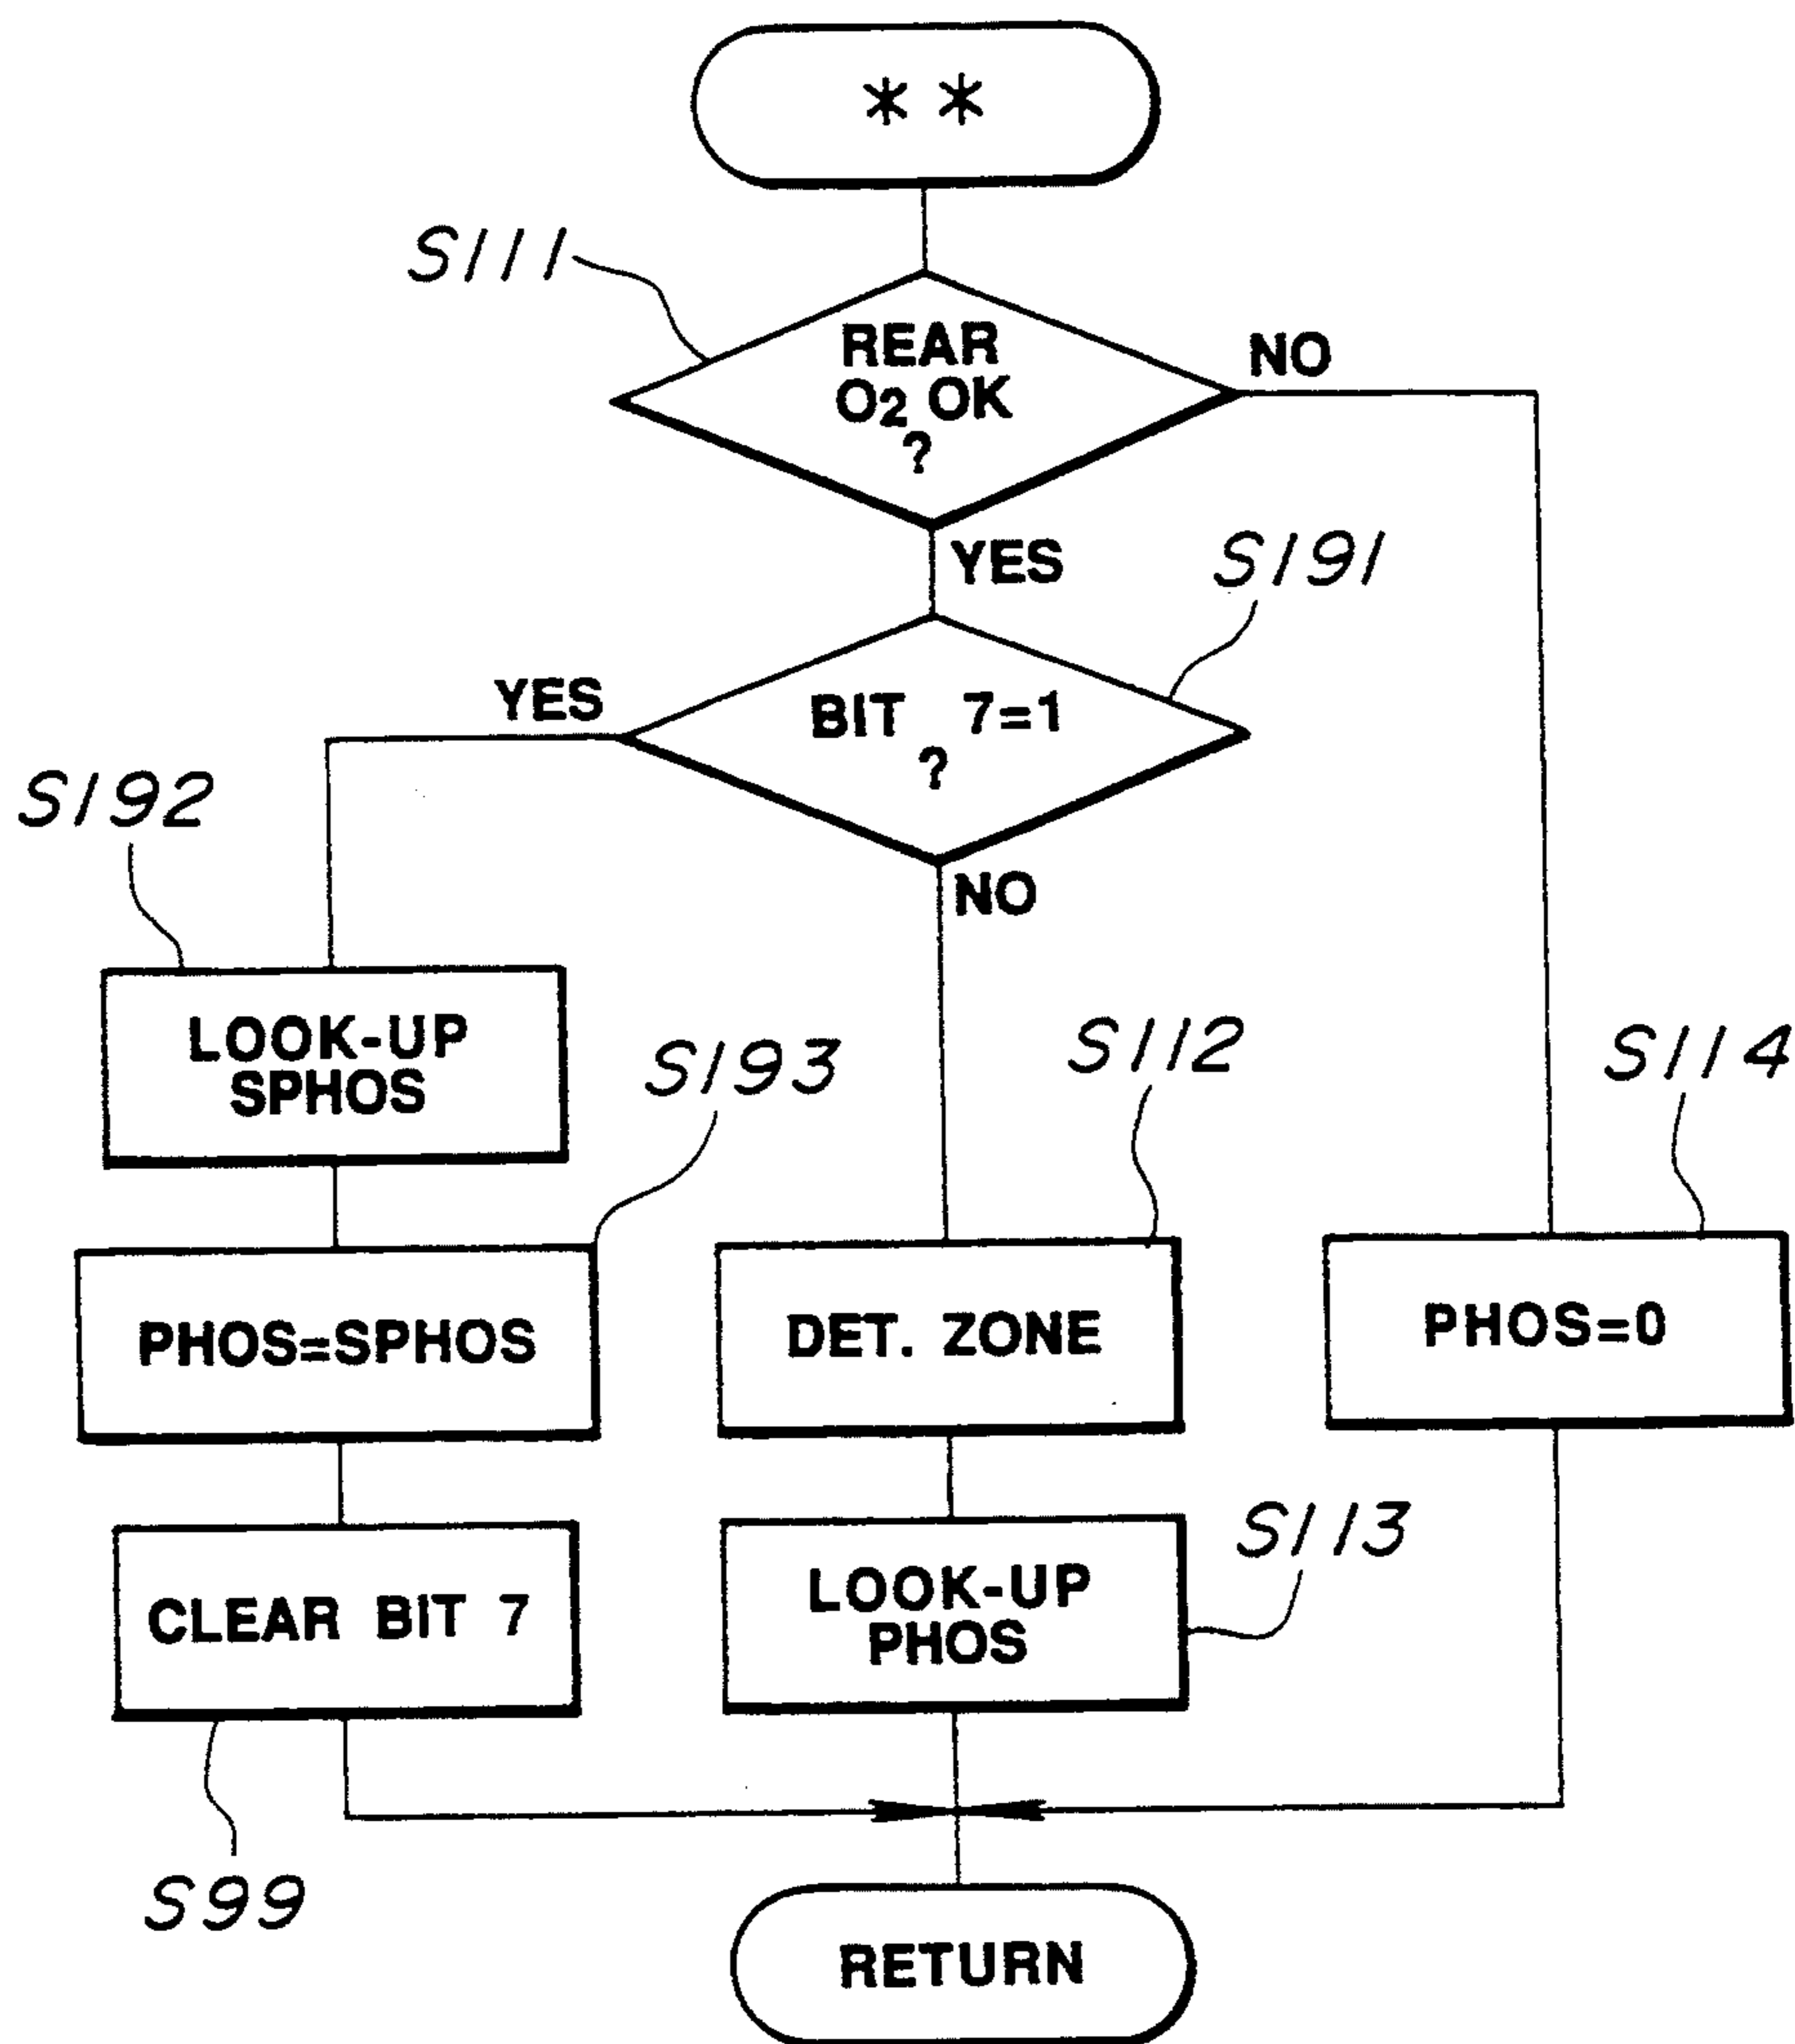 * *
S111
REAR
O2 OK
?
NO
YES
S191
BIT 7=1
?
YES
NO
S192
LOOK-UP
SPHOS
S193
S112
S114
PHOS=SPHOS
DET. ZONE
PHOS=0
S113
CLEAR BIT 7
LOOK-UP
PHOS
S99
RETURN